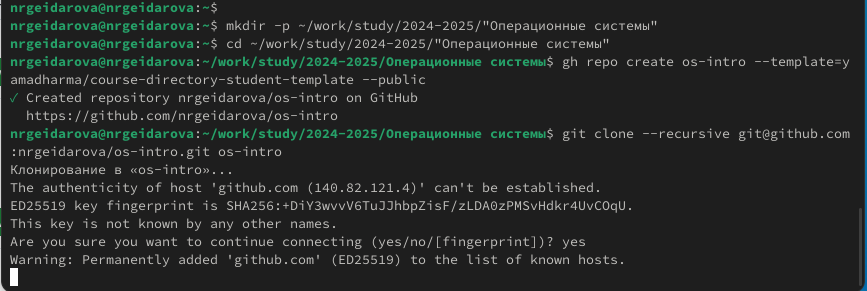 nrgeidarova@nrgeidarova:~$
nrgeidarova@nrgeidarova:~$ mkdir -p ~/work/study/2024-2025/"Операционные системы"
nrgeidarova@nrgeidarova:~$ cd ~/work/study/2024-2025/"Операционные системы"
nrgeidarova@nrgeidarova:~/work/study/2024-2025/Операционные системы$ gh repo create os-intro --template=y
amadharma/course-directory-student-template --public
✓ Created repository nrgeidarova/os-intro on GitHub
https://github.com/nrgeidarova/os-intro
nrgeidarova@nrgeidarova:~/work/study/2024-2025/Операционные системы$ git clone --recursive git@github.com
:nrgeidarova/os-intro.git os-intro
Клонирование в «os-intro»...
The authenticity of host 'github.com (140.82.121.4)' can't be established.
ED25519 key fingerprint is SHA256:+DiY3wvvV6TuJJhbpZisF/zLDA0zPMSvHdkr4UvCOqU.
This key is not known by any other names.
Are you sure you want to continue connecting (yes/no/[fingerprint])? yes
Warning: Permanently added 'github.com' (ED25519) to the list of known hosts.